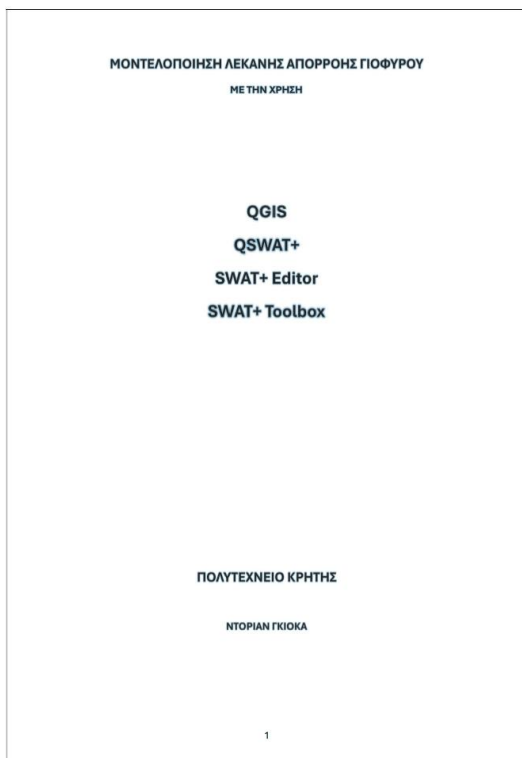 ΜΟΝΤΕΛΟΠΟΙΗΣΗ ΛΕΚΑΝΗΣ ΑΠΟΡΡΟΗΣ ΓΙΟΦΥΡΟΥ
ΜΕ ΤΗΝ ΧΡΗΣΗ
QGIS
QSWAT+
SWAT+ Editor
SWAT+ Toolbox
ΠΟΛΥΤΕΧΝΕΙΟ ΚΡΗΤΗΣ
ΝΤΟΡΙΑΝ ΓΚΙΟΚΑ
1